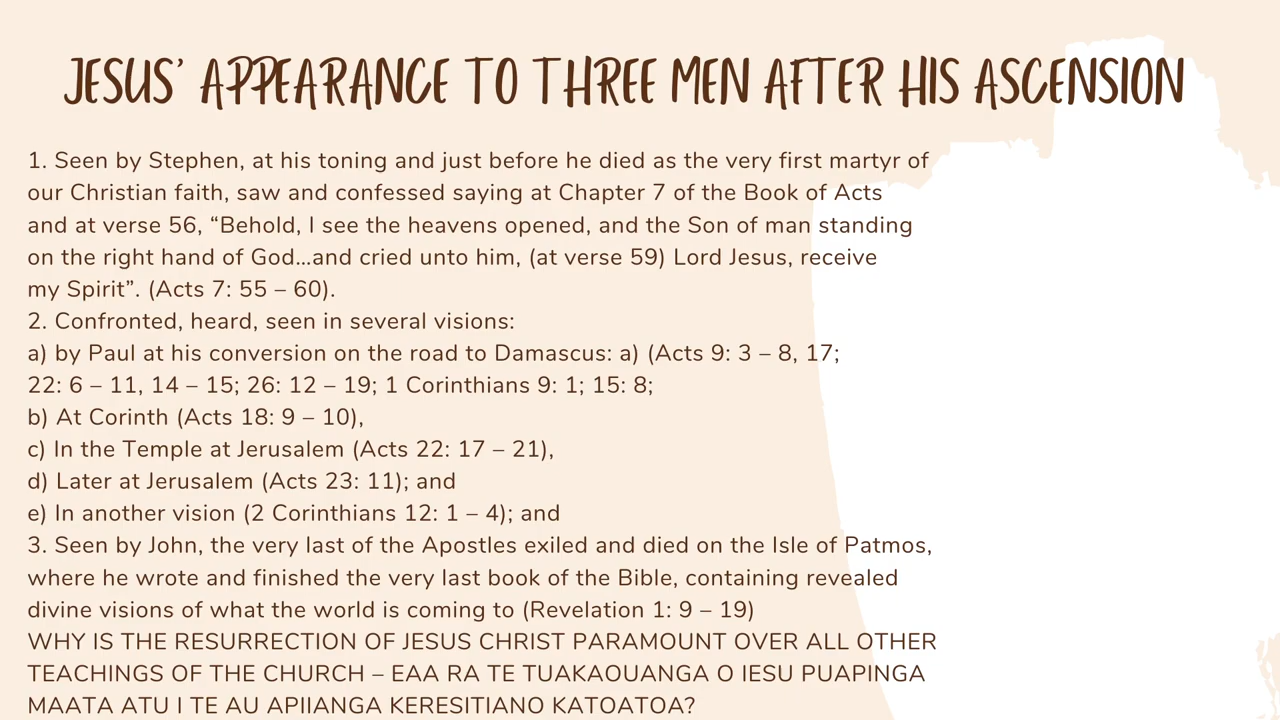 JESUS' APPEARANCE TO THREE MEN AFTER HIS ASCENSION
1. Seen by Stephen, at his toning and just before he died as the very first martyr of
our Christian faith, saw and confessed saying at Chapter 7 of the Book of Acts
and at verse 56, “Behold, I see the heavens opened, and the Son of man standing
on the right hand of God...and cried unto him, (at verse 59) Lord Jesus, receive
my Spirit”. (Acts 7: 55 – 60).
2. Confronted, heard, seen in several visions:
a) by Paul at his conversion on the road to Damascus: a) (Acts 9: 3 – 8, 17;
22: 6 – 11, 14 – 15; 26: 12 – 19; 1 Corinthians 9: 1; 15: 8;
b) At Corinth (Acts 18: 9 – 10),
c) In the Temple at Jerusalem (Acts 22: 17 – 21),
d) Later at Jerusalem (Acts 23: 11); and
e) In another vision (2 Corinthians 12: 1 – 4); and
3. Seen by John, the very last of the Apostles exiled and died on the Isle of Patmos,
where he wrote and finished the very last book of the Bible, containing revealed
divine visions of what the world is coming to (Revelation 1: 9 – 19)
WHY IS THE RESURRECTION OF JESUS CHRIST PARAMOUNT OVER ALL OTHER
TEACHINGS OF THE CHURCH – EAA RA TE TUAKAOUANGA O IESU PUAPINGA
MAATA ATU I TE AU APIIANGA KERESITIANO KATOATOA?